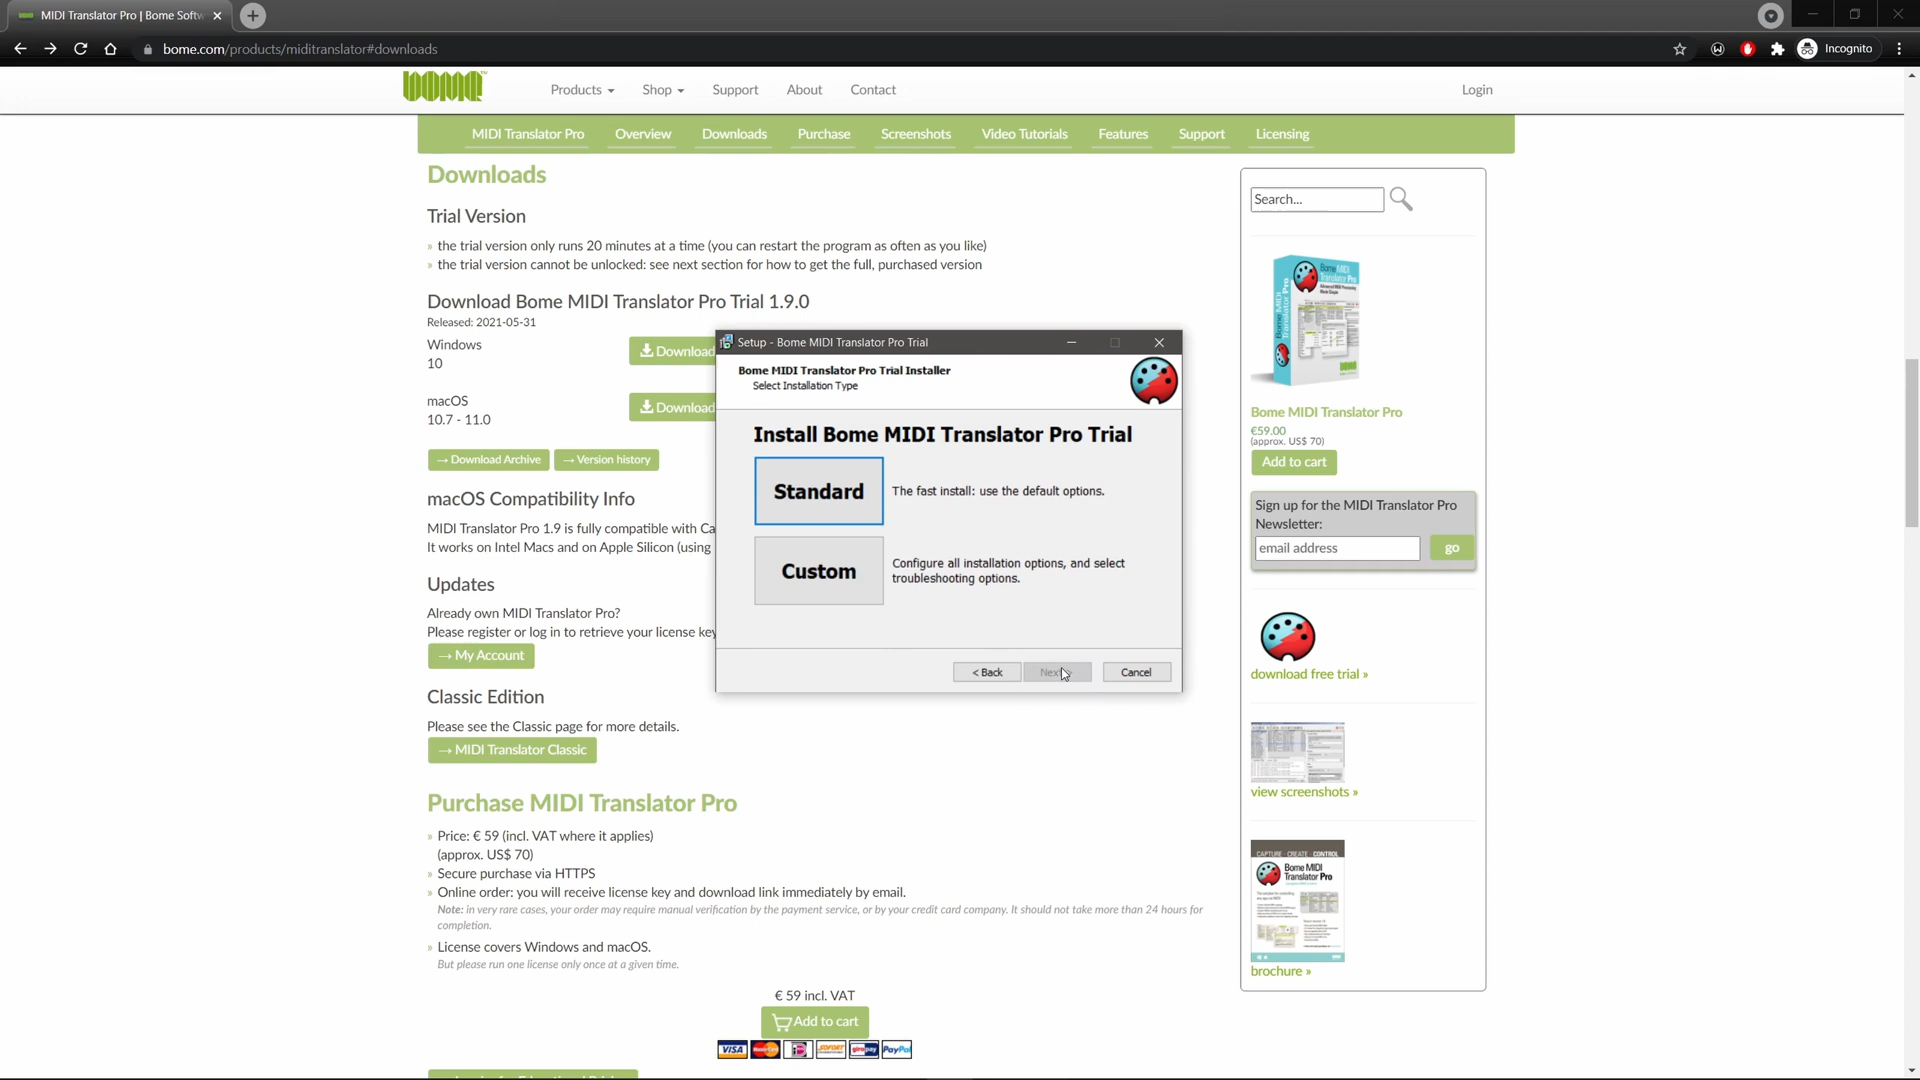 MIDI Translator Pro | Bome Softw
bome.com/products/miditranslator#downloads
Incognito
bome
Products
Shop
Support
About
Contact
Login
MIDI Translator Pro
Overview
Downloads
Purchase
Screenshots
Video Tutorials
Features
Support
Licensing
Downloads
Trial Version
» the trial version only runs 20 minutes at a time (you can restart the program as often as you like)
» the trial version cannot be unlocked: see next section for how to get the full, purchased version
Download Bome MIDI Translator Pro Trial 1.9.0
Released: 2021-05-31
Windows
10
Download
macOS
10.7 - 11.0
Download
→ Download Archive
→ Version history
macOS Compatibility Info
MIDI Translator Pro 1.9 is fully compatible with Ca
It works on Intel Macs and on Apple Silicon (using
Updates
Already own MIDI Translator Pro?
Please register or log in to retrieve your license key
→ My Account
Classic Edition
Please see the Classic page for more details.
→ MIDI Translator Classic
Purchase MIDI Translator Pro
» Price: € 59 (incl. VAT where it applies)
(approx. US$ 70)
» Secure purchase via HTTPS
» Online order: you will receive license key and download link immediately by email.
Note: in very rare cases, your order may require manual verification by the payment service, or by your credit card company. It should not take more than 24 hours for
completion.
» License covers Windows and macOS.
But please run one license only once at a given time.
€ 59 incl. VAT
Add to cart
VISA
PayPal
Setup - Bome MIDI Translator Pro Trial
Bome MIDI Translator Pro Trial Installer
Select Installation Type
Install Bome MIDI Translator Pro Trial
Standard
The fast install: use the default options.
Custom
Configure all installation options, and select
troubleshooting options.
< Back
Next
Cancel
Search...
Bome MIDI
Translator Pro
Bome MIDI Translator Pro
€59.00
(approx. US$ 70)
Add to cart
Sign up for the MIDI Translator Pro
Newsletter:
email address
go
download free trial »
view screenshots »
CAPTURE · CREATE · CONTROL
Bome MIDI
Translator Pro
brochure »